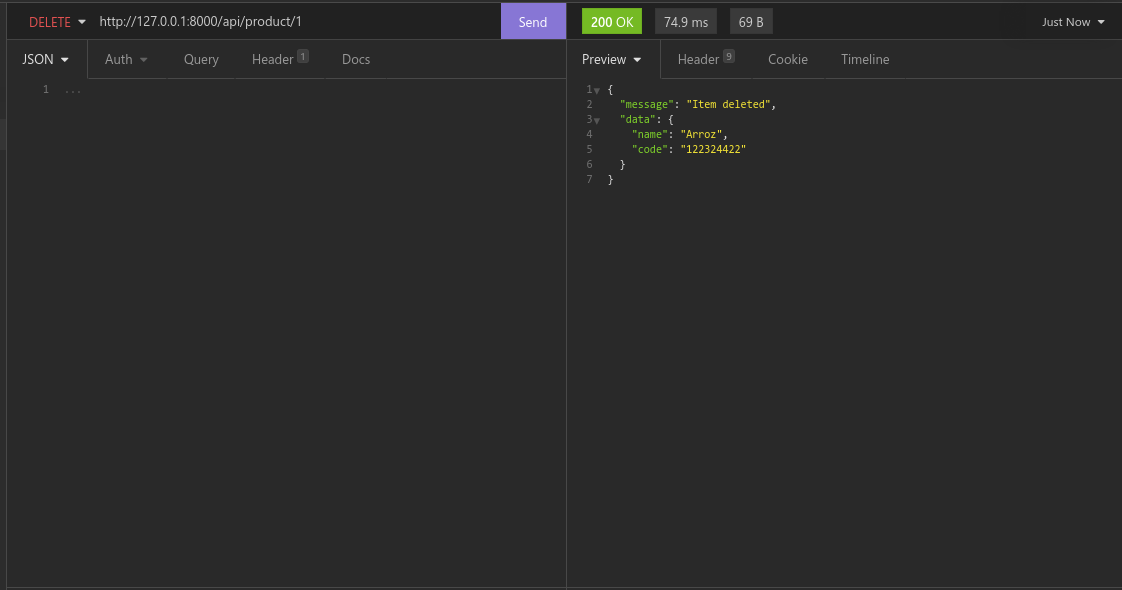 DELETE http://127.0.0.1:8000/api/product/1 Send 200 OK 74.9 ms 69 B Just Now
JSON Auth Query Header 1 Docs Preview Header 9 Cookie Timeline
1 ...
1 {
2 "message": "Item deleted",
3 "data": {
4 "name": "Arroz",
5 "code": "122324422"
6 }
7 }